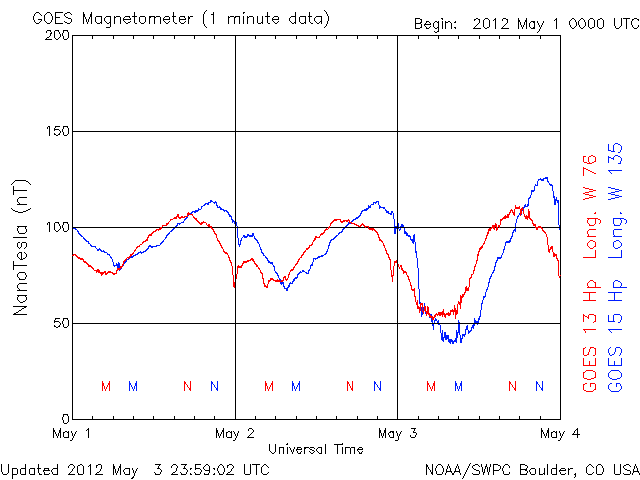 GOES Magnetometer (1 minute data)
Begin: 2012 May 1 0000 UTC
200
150
100
50
0
NanoTesla (nT)
M M N N M M N N M M N N
May 1 May 2 May 3 May 4
Universal Time
GOES 13 Hp Long. W 76
GOES 15 Hp Long. W 135
Updated 2012 May 3 23:59:02 UTC
NOAA/SWPC Boulder, CO USA